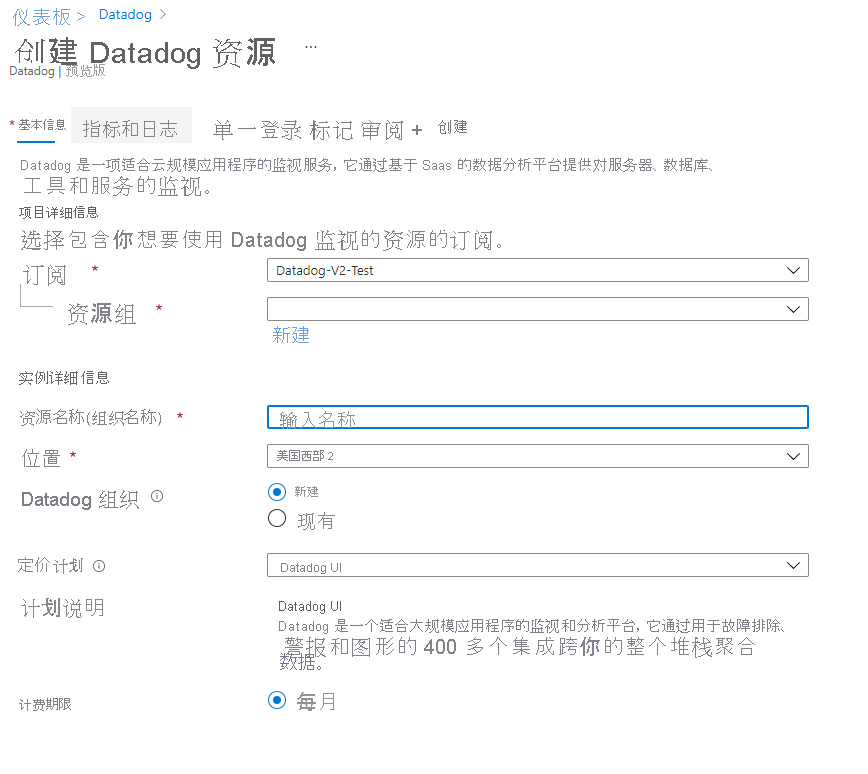 仪表板 > Datadog >
创建 Datadog 资源 ...
Datadog | 预览版
* 基本信息 指标和日志 单一登录 标记 审阅 + 创建
Datadog 是一项适合云规模应用程序的监视服务，它通过基于 Saas 的数据分析平台提供对服务器、数据库、
工具和服务的监视。
项目详细信息
选择包含你想要使用 Datadog 监视的资源的订阅。
订阅 * Datadog-V2-Test
资源组 *
新建
实例详细信息
资源名称(组织名称) * 输入名称
位置 * 美国西部 2
Datadog 组织 新建
现有
定价计划 Datadog UI
计划说明 Datadog UI
Datadog 是一个适合大规模应用程序的监视和分析平台，它通过用于故障排除、
警报和图形的 400 多个集成跨你的整个堆栈聚合
数据。
计费期限 每月